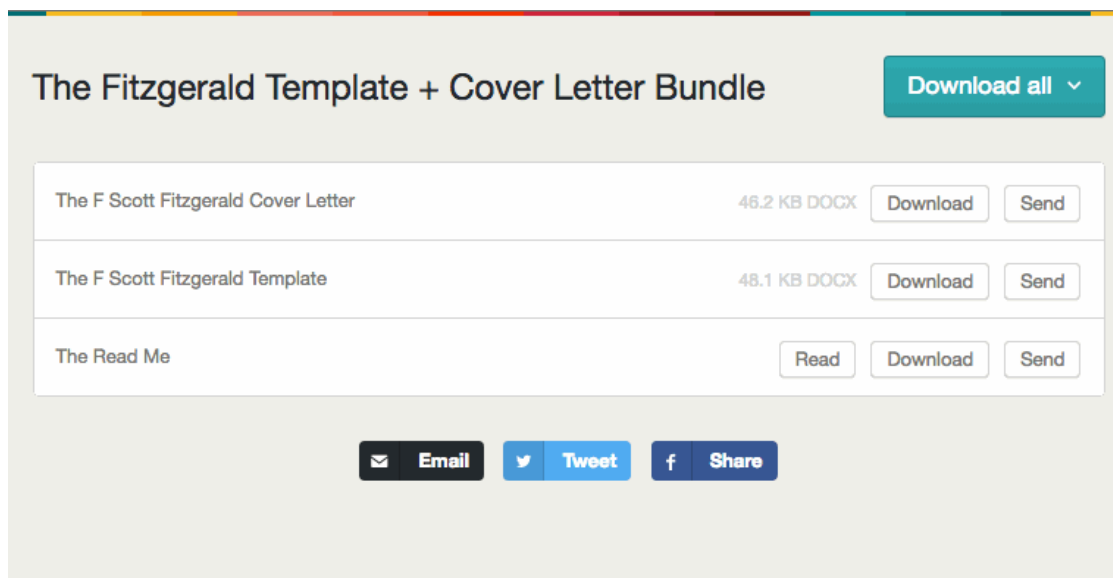 The Fitzgerald Template + Cover Letter Bundle Download all
The F Scott Fitzgerald Cover Letter 46.2 KB DOCX Download Send
The F Scott Fitzgerald Template 48.1 KB DOCX Download Send
The Read Me Read Download Send
Email Tweet Share